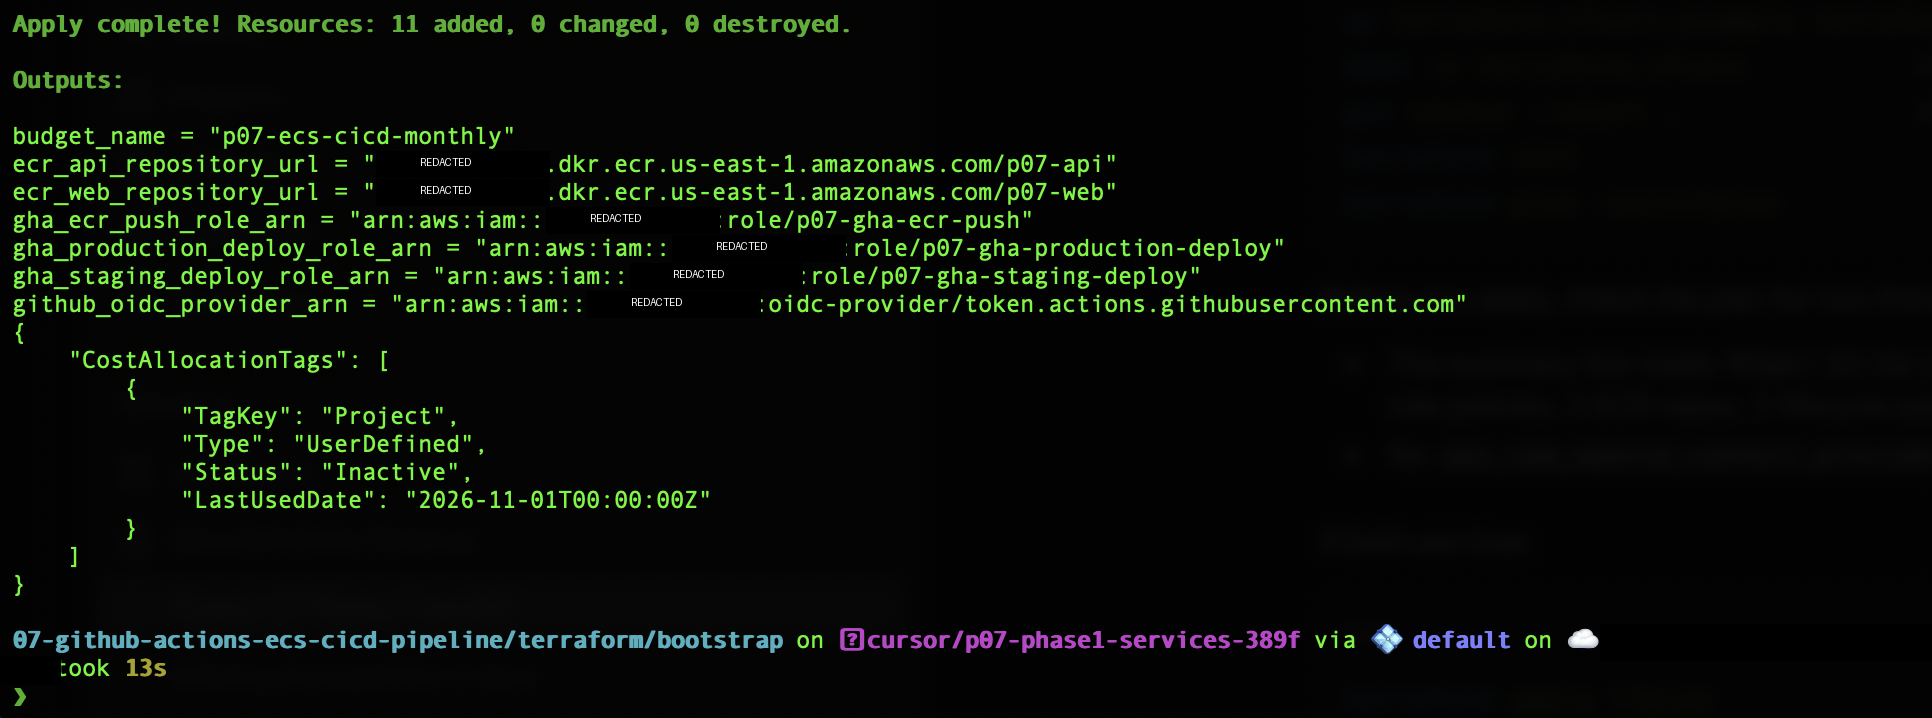 Apply complete! Resources: 11 added, 0 changed, 0 destroyed.
Outputs:
budget_name = "p07-ecs-cicd-monthly"
ecr_api_repository_url = "REDACTED.dkr.ecr.us-east-1.amazonaws.com/p07-api"
ecr_web_repository_url = "REDACTED.dkr.ecr.us-east-1.amazonaws.com/p07-web"
gha_ecr_push_role_arn = "arn:aws:iam::REDACTED:role/p07-gha-ecr-push"
gha_production_deploy_role_arn = "arn:aws:iam::REDACTED:role/p07-gha-production-deploy"
gha_staging_deploy_role_arn = "arn:aws:iam::REDACTED:role/p07-gha-staging-deploy"
github_oidc_provider_arn = "arn:aws:iam::REDACTED:oidc-provider/token.actions.githubusercontent.com"
{
    "CostAllocationTags": [
        {
            "TagKey": "Project",
            "Type": "UserDefined",
            "Status": "Inactive",
            "LastUsedDate": "2026-11-01T00:00:00Z"
        }
    ]
}
07-github-actions-ecs-cicd-pipeline/terraform/bootstrap on cursor/p07-phase1-services-389f via 💠 default on ☁️
took 13s
❯